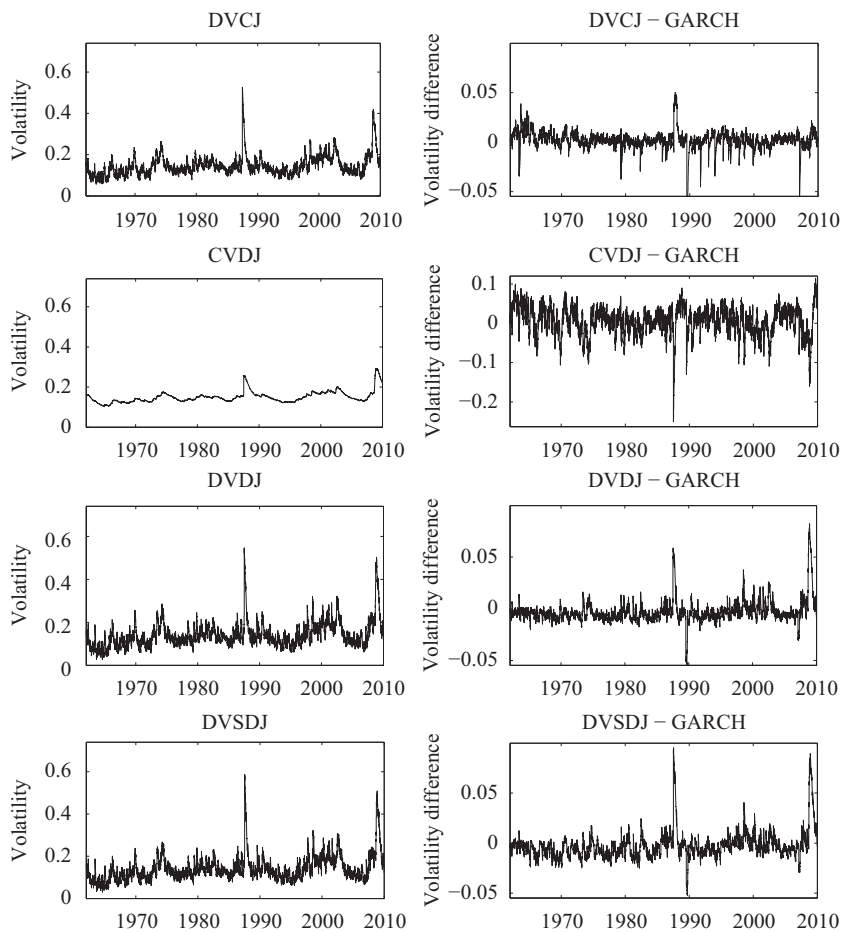 DVCJ
Volatility
0.6
0.4
0.2
0
1970 1980 1990 2000 2010
DVCJ − GARCH
Volatility difference
0.05
0
−0.05
1970 1980 1990 2000 2010
CVDJ
Volatility
0.6
0.4
0.2
0
1970 1980 1990 2000 2010
CVDJ − GARCH
Volatility difference
0.1
0
−0.1
−0.2
1970 1980 1990 2000 2010
DVDJ
Volatility
0.6
0.4
0.2
0
1970 1980 1990 2000 2010
DVDJ − GARCH
Volatility difference
0.05
0
−0.05
1970 1980 1990 2000 2010
DVSDJ
Volatility
0.6
0.4
0.2
0
1970 1980 1990 2000 2010
DVSDJ − GARCH
Volatility difference
0.05
0
−0.05
1970 1980 1990 2000 2010